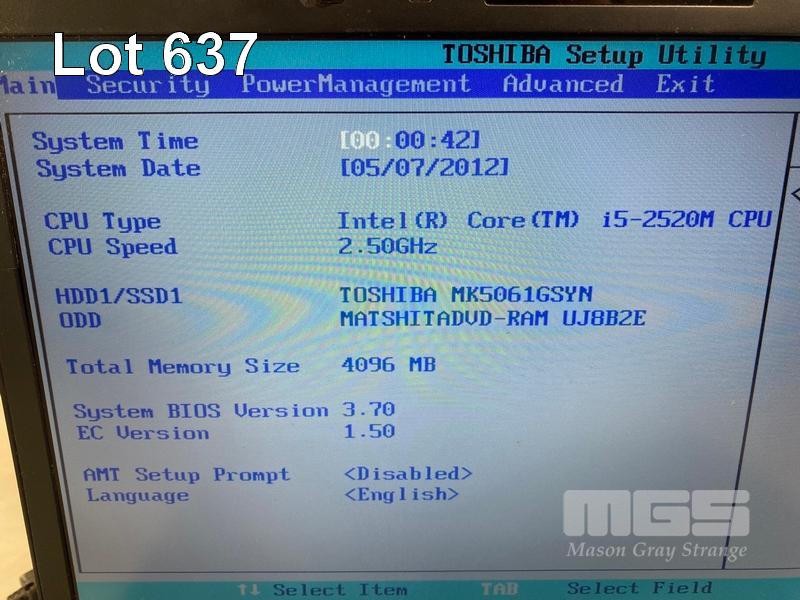 Lot 637
TOSHIBA Setup Utility
Main Security PowerManagement Advanced Exit
System Time [00:00:42]
System Date [05/07/2012]
CPU Type Intel(R) Core(TM) i5-2520M CPU
CPU Speed 2.50GHz
HDD1/SSD1 TOSHIBA MK5061GSYN
ODD MATSHITADVD-RAM UJ8B2E
Total Memory Size 4096 MB
System BIOS Version 3.70
EC Version 1.50
AMT Setup Prompt <Disabled>
Language <English>
MGS
Mason Gray Strange
↑↓ Select Item TAB Select Field